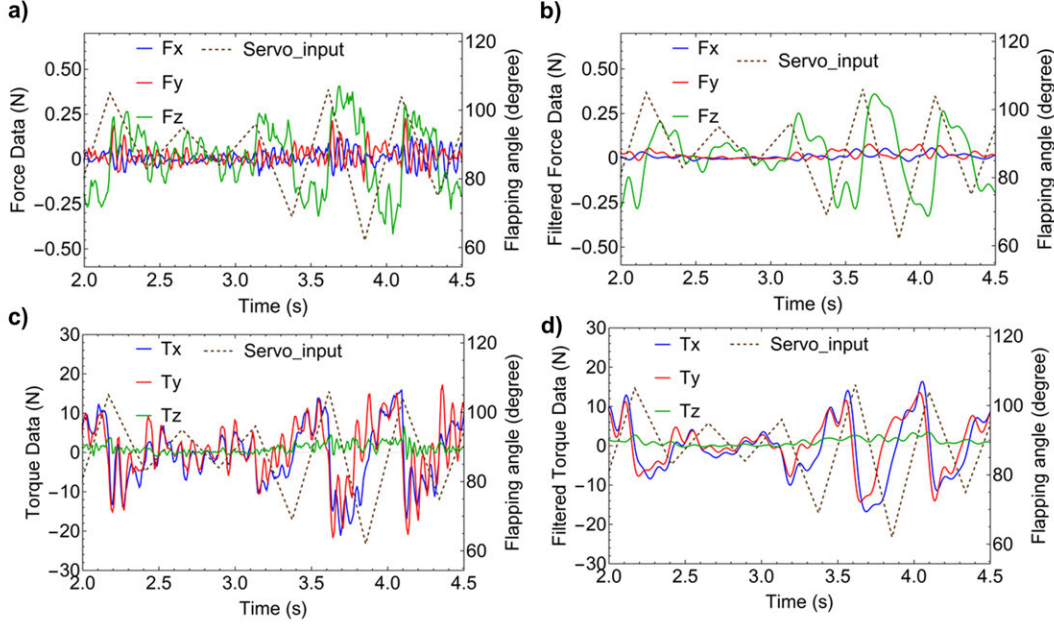 a)
Fx Servo_input
Fy
Fz
Force Data (N)
0.50
0.25
0
−0.25
−0.50
120
100
80
60
Flapping angle (degree)
2.0 2.5 3.0 3.5 4.0 4.5
Time (s)
b)
Fx
Servo_input
Fy
Fz
Filtered Force Data (N)
0.50
0.25
0
−0.25
−0.50
120
100
80
60
Flapping angle (degree)
2.0 2.5 3.0 3.5 4.0 4.5
Time (s)
c)
Tx Servo_input
Ty
Tz
Torque Data (N)
30
20
10
0
−10
−20
−30
120
100
80
60
Flapping angle (degree)
2.0 2.5 3.0 3.5 4.0 4.5
Time (s)
d)
Tx Servo_input
Ty
Tz
Filtered Torque Data (N)
30
20
10
0
−10
−20
−30
120
100
80
60
Flapping angle (degree)
2.0 2.5 3.0 3.5 4.0 4.5
Time (s)